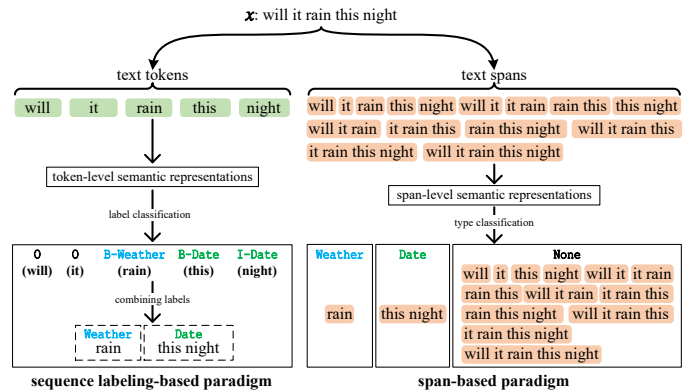 x: will it rain this night
text tokens
will it rain this night
token-level semantic representations
label classification
O O B-Weather B-Date I-Date
(will) (it) (rain) (this) (night)
combining labels
Weather Date
rain this night
sequence labeling-based paradigm
text spans
will it rain this night will it it rain rain this this night
will it rain it rain this rain this night will it rain this
it rain this night will it rain this night
span-level semantic representations
type classification
Weather Date None
rain
this night
will it this night will it it rain
rain this will it rain it rain this
rain this night will it rain this
it rain this night
will it rain this night
span-based paradigm